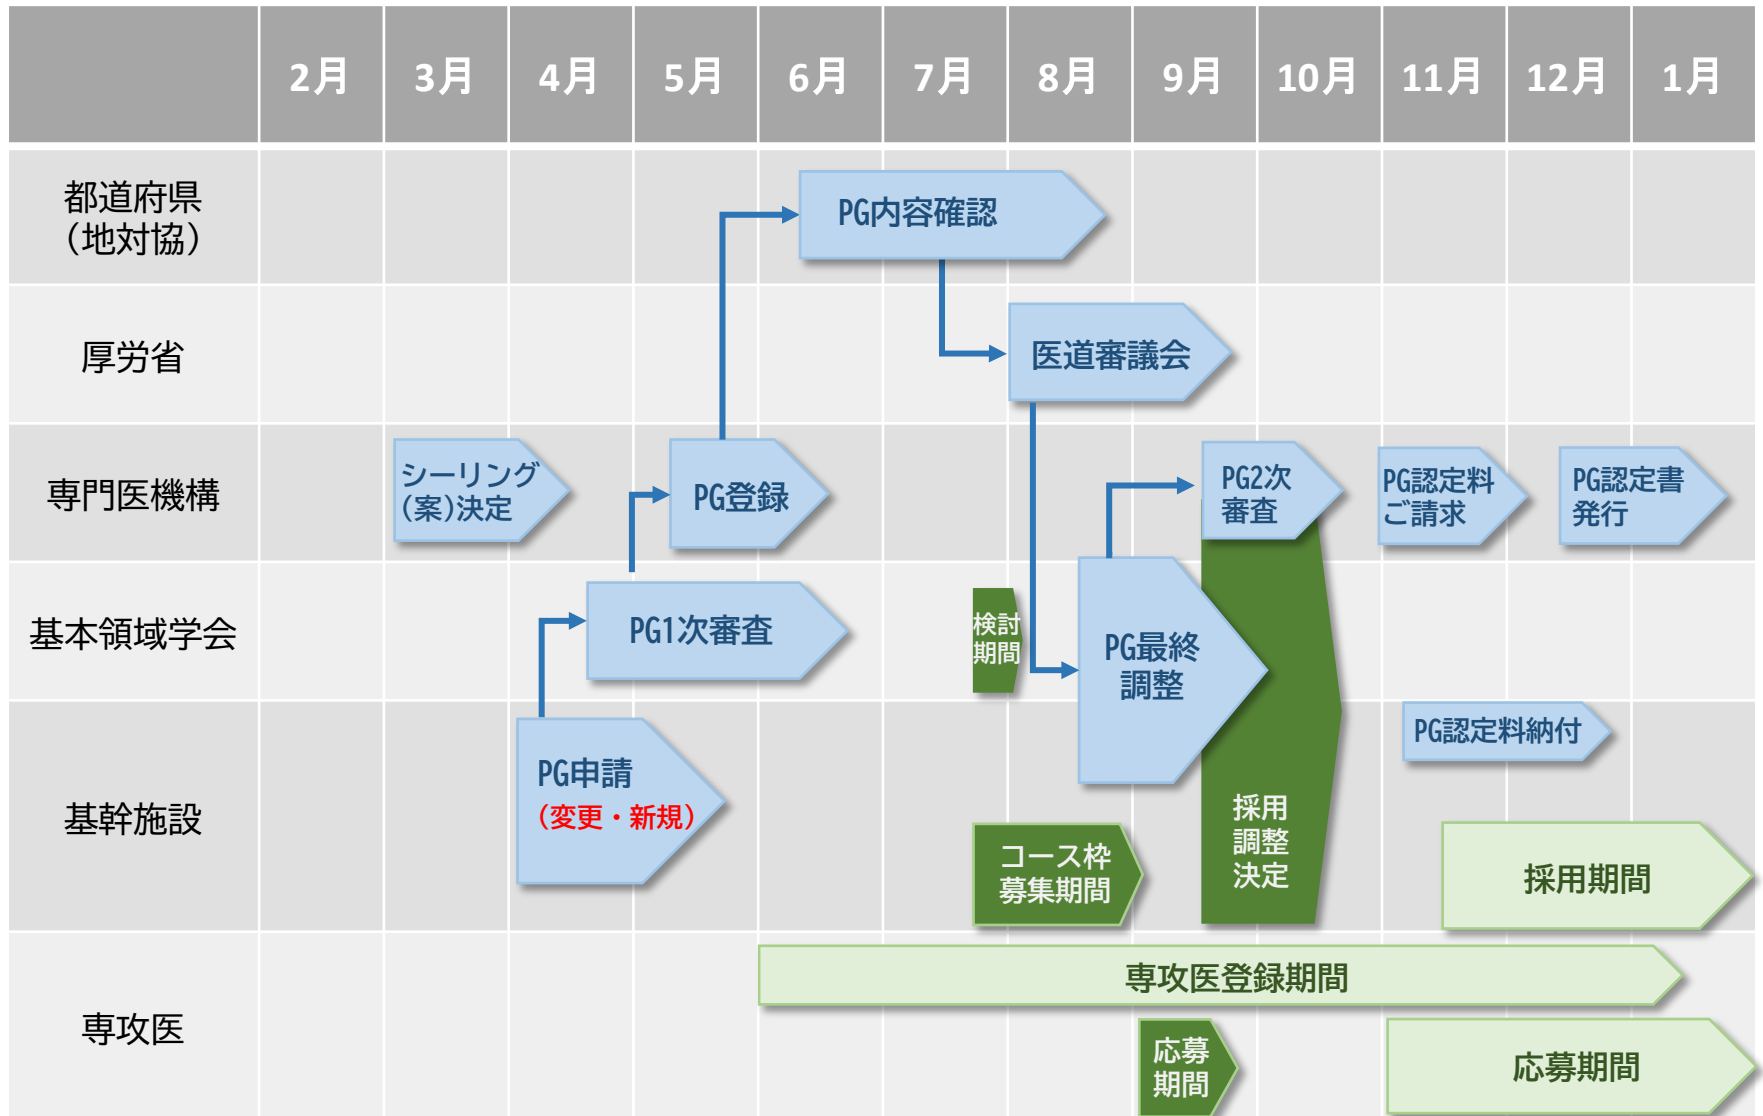 2月 3月 4月 5月 6月 7月 8月 9月 10月 11月 12月 1月
都道府県
（地対協）
PG内容確認
厚労省
医道審議会
専門医機構
シーリング
(案)決定
PG登録
PG2次
審査
PG認定料
ご請求
PG認定書
発行
基本領域学会
PG1次審査
検討
期間
PG最終
調整
基幹施設
PG申請
（変更・新規）
コース枠
募集期間
採用
調整
決定
PG認定料納付
採用期間
専攻医
専攻医登録期間
応募
期間
応募期間